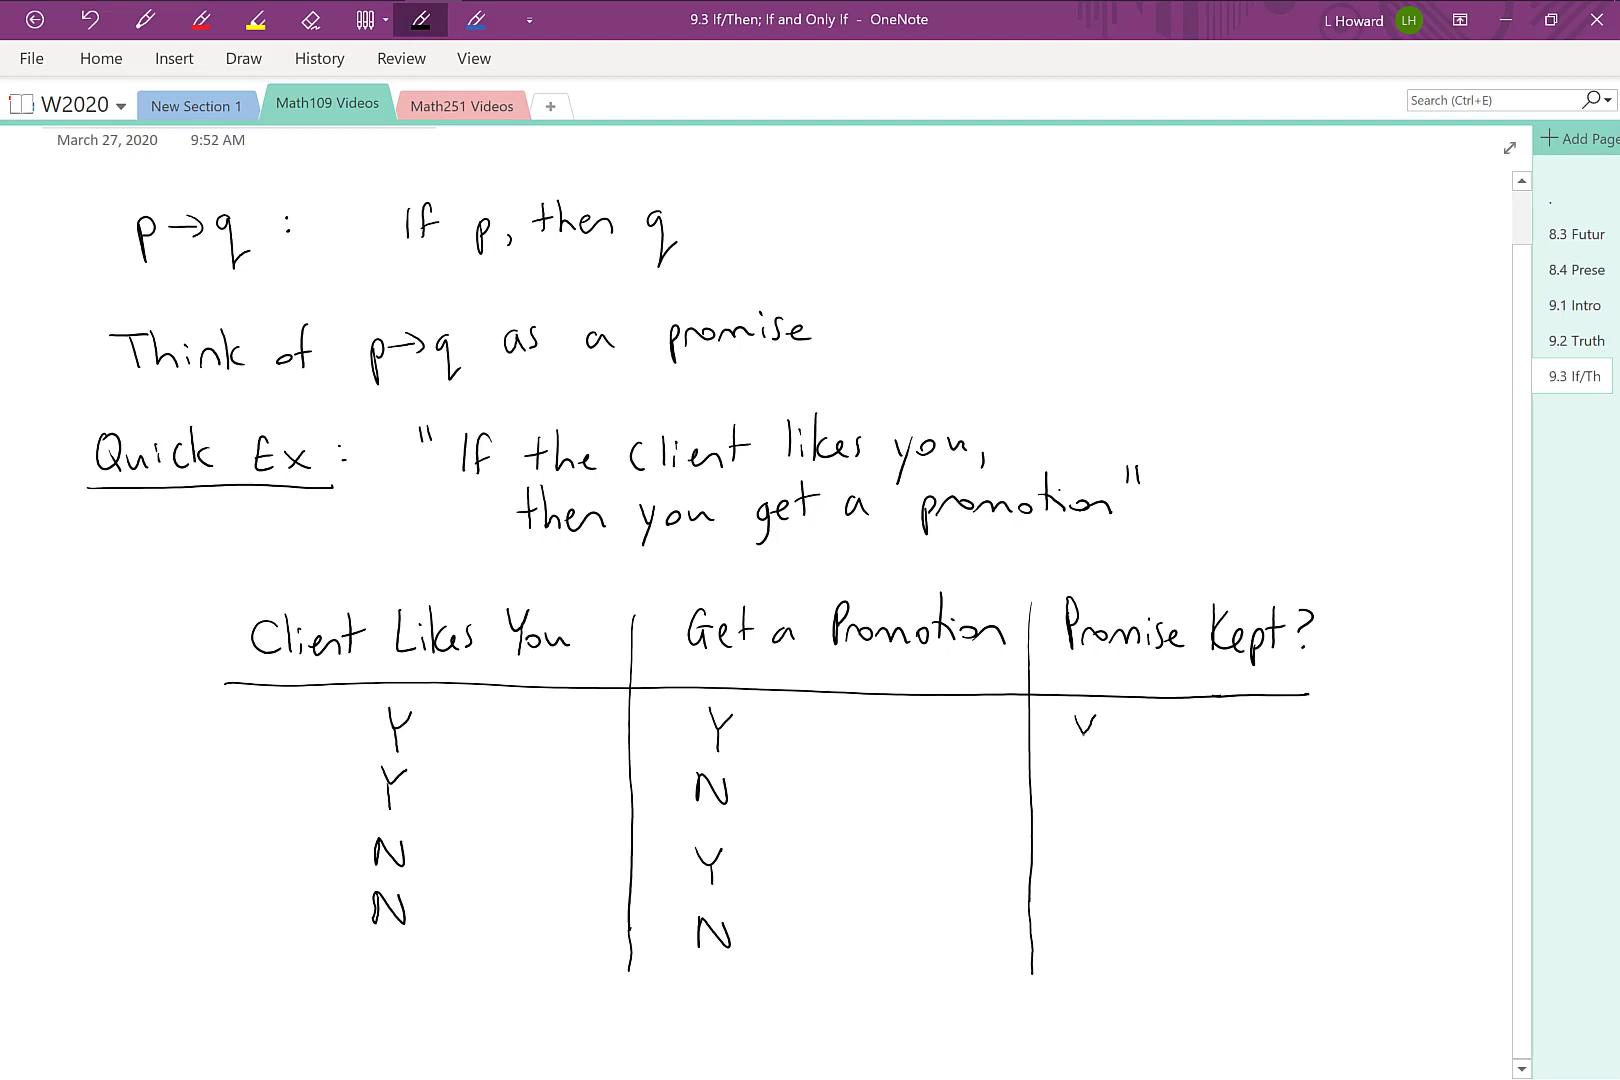 9.3 If/Then; If and Only If - OneNote
L Howard LH
File Home Insert Draw History Review View
W2020 New Section 1 Math109 Videos Math251 Videos + Search (Ctrl+E)
+ Add Page
March 27, 2020 9:52 AM
.
8.3 Futur
8.4 Prese
9.1 Intro
9.2 Truth
9.3 If/Th
p→q : If p, then q
Think of p→q as a promise
Quick Ex: "If the client likes you,
then you get a promotion"
Client Likes You Get a Promotion Promise Kept?
Y Y
Y N
N Y
N N